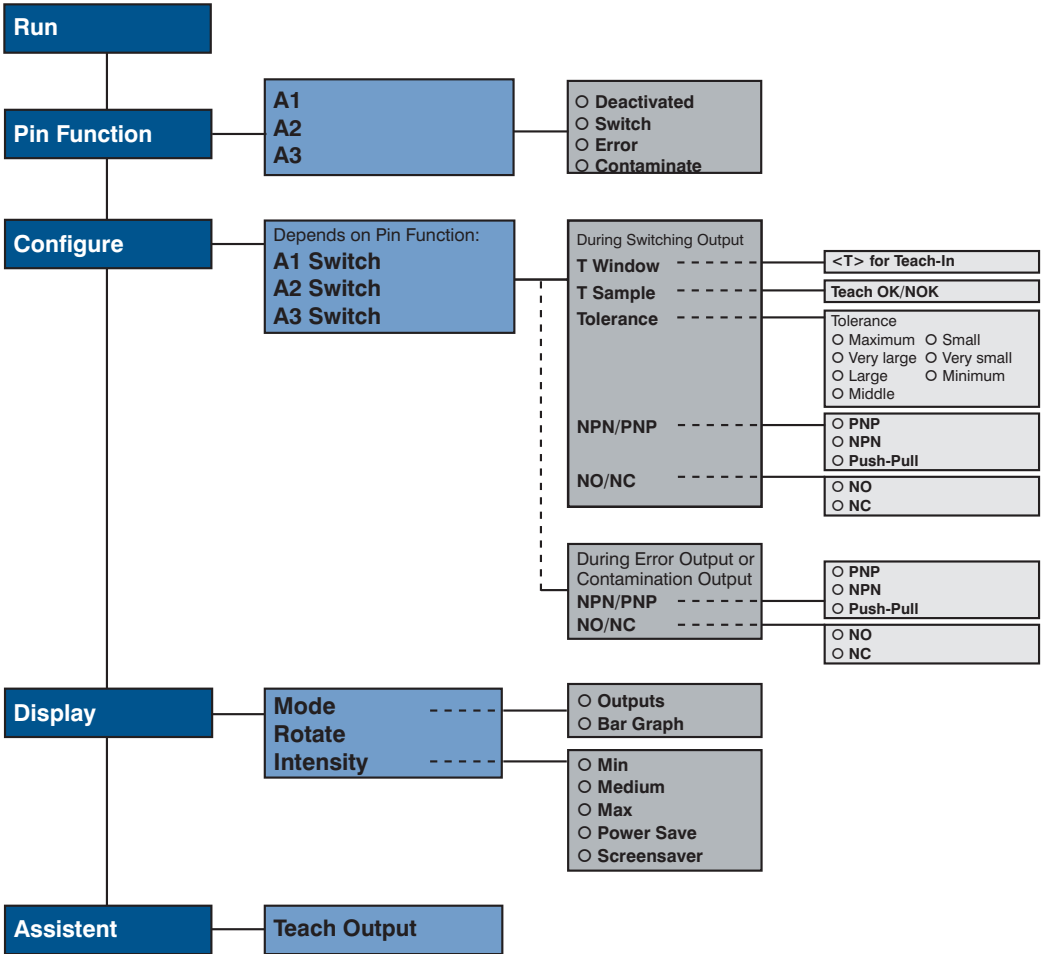 Run
Pin Function
A1
A2
A3
○ Deactivated
○ Switch
○ Error
○ Contaminate
Configure
Depends on Pin Function:
A1 Switch
A2 Switch
A3 Switch
During Switching Output
T Window
<T> for Teach-In
T Sample
Teach OK/NOK
Tolerance
Tolerance
○ Maximum ○ Small
○ Very large ○ Very small
○ Large ○ Minimum
○ Middle
NPN/PNP
○ PNP
○ NPN
○ Push-Pull
NO/NC
○ NO
○ NC
During Error Output or
Contamination Output
NPN/PNP
○ PNP
○ NPN
○ Push-Pull
NO/NC
○ NO
○ NC
Display
Mode
Rotate
Intensity
○ Outputs
○ Bar Graph
○ Min
○ Medium
○ Max
○ Power Save
○ Screensaver
Assistent
Teach Output